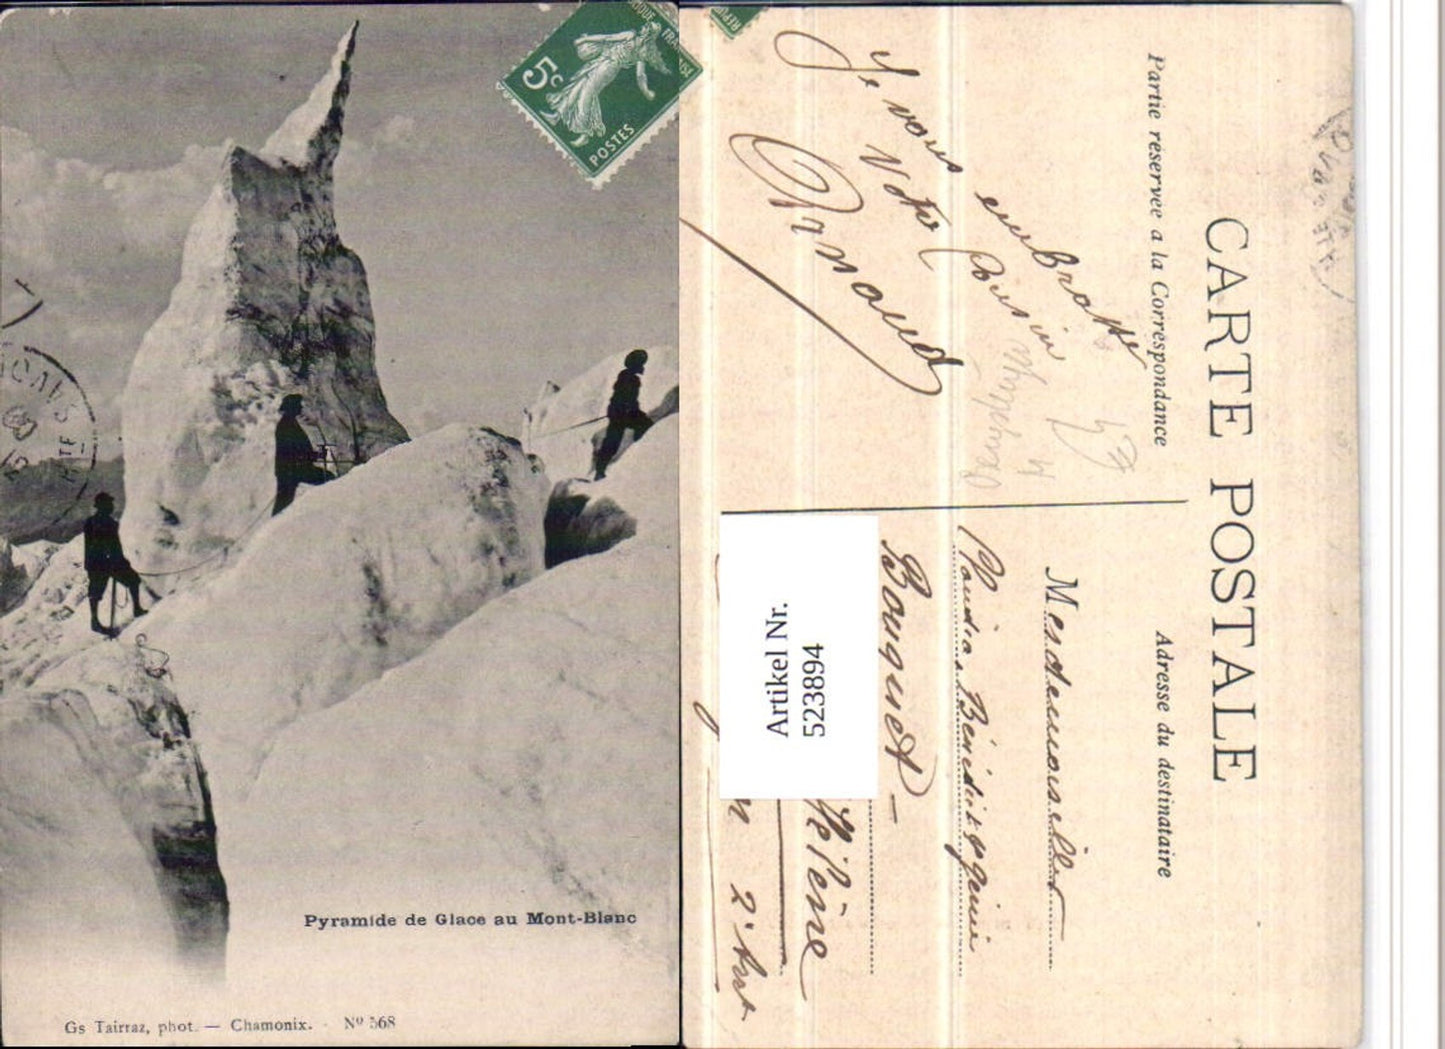 5c
POSTES
Pyramide de Glace au Mont-Blanc
Gs Tairraz, phot. — Chamonix. Nº 568
CARTE POSTALE
Partie réservée a la Correspondance
Adresse du destinataire
Je vous embrasse
Votre Cousin
Arnaud
Mesdemoiselles
Bouquet
Artikel Nr.
523894